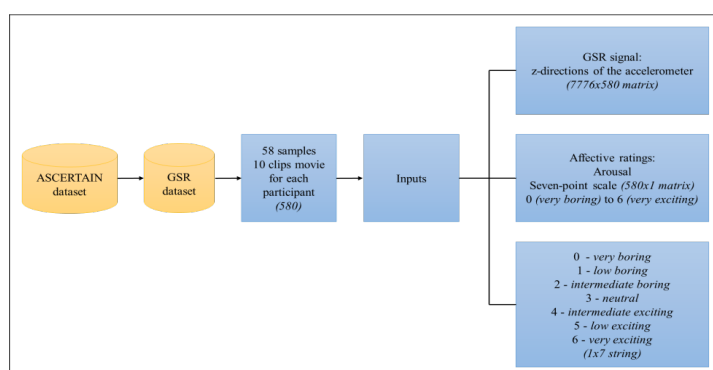 ASCERTAIN
dataset
GSR
dataset
58 samples
10 clips movie
for each
participant
(580)
Inputs
GSR signal:
z-directions of the accelerometer
(7776x580 matrix)
Affective ratings:
Arousal
Seven-point scale (580x1 matrix)
0 (very boring) to 6 (very exciting)
0 - very boring
1 - low boring
2 - intermediate boring
3 - neutral
4 - intermediate exciting
5 - low exciting
6 - very exciting
(1x7 string)